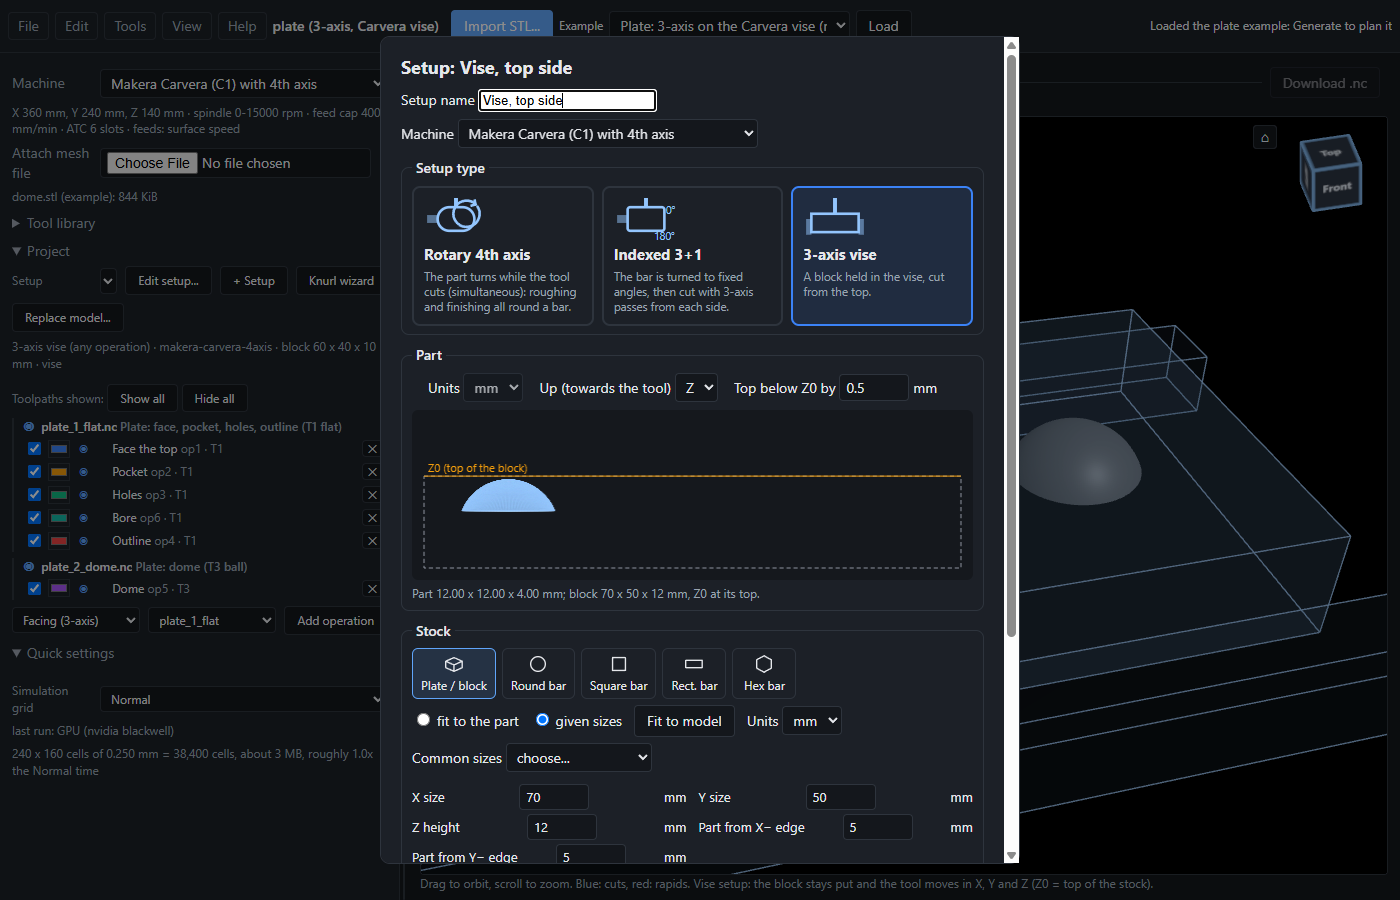 File Edit Tools View Help plate (3-axis, Carvera vise) Import STL... Example Plate: 3-axis on the Carvera vise (r Load Loaded the plate example: Generate to plan it
Machine Makera Carvera (C1) with 4th axis
X 360 mm, Y 240 mm, Z 140 mm · spindle 0-15000 rpm · feed cap 400
mm/min · ATC 6 slots · feeds: surface speed
Attach mesh file Choose File No file chosen
dome.stl (example): 844 KiB
Tool library
Project
Setup Edit setup... + Setup Knurl wizard
Replace model...
3-axis vise (any operation) · makera-carvera-4axis · block 60 x 40 x 10
mm · vise
Toolpaths shown: Show all Hide all
plate_1_flat.nc Plate: face, pocket, holes, outline (T1 flat)
Face the top op1 · T1
Pocket op2 · T1
Holes op3 · T1
Bore op6 · T1
Outline op4 · T1
plate_2_dome.nc Plate: dome (T3 ball)
Dome op5 · T3
Facing (3-axis) plate_1_flat Add operation
Quick settings
Simulation grid Normal
last run: GPU (nvidia blackwell)
240 x 160 cells of 0.250 mm = 38,400 cells, about 3 MB, roughly 1.0x
the Normal time
Setup: Vise, top side
Setup name Vise, top side
Machine Makera Carvera (C1) with 4th axis
Setup type
0°
180°
Rotary 4th axis
The part turns while the tool
cuts (simultaneous): roughing
and finishing all round a bar.
Indexed 3+1
The bar is turned to fixed
angles, then cut with 3-axis
passes from each side.
3-axis vise
A block held in the vise, cut
from the top.
Part
Units mm Up (towards the tool) Z Top below Z0 by 0.5 mm
Z0 (top of the block)
Part 12.00 x 12.00 x 4.00 mm; block 70 x 50 x 12 mm, Z0 at its top.
Stock
Plate / block Round bar Square bar Rect. bar Hex bar
fit to the part given sizes Fit to model Units mm
Common sizes choose...
X size 70 mm Y size 50 mm
Z height 12 mm Part from X− edge 5 mm
Part from Y− edge 5 mm
Download .nc
⌂
Top
Front
Drag to orbit, scroll to zoom. Blue: cuts, red: rapids. Vise setup: the block stays put and the tool moves in X, Y and Z (Z0 = top of the stock).